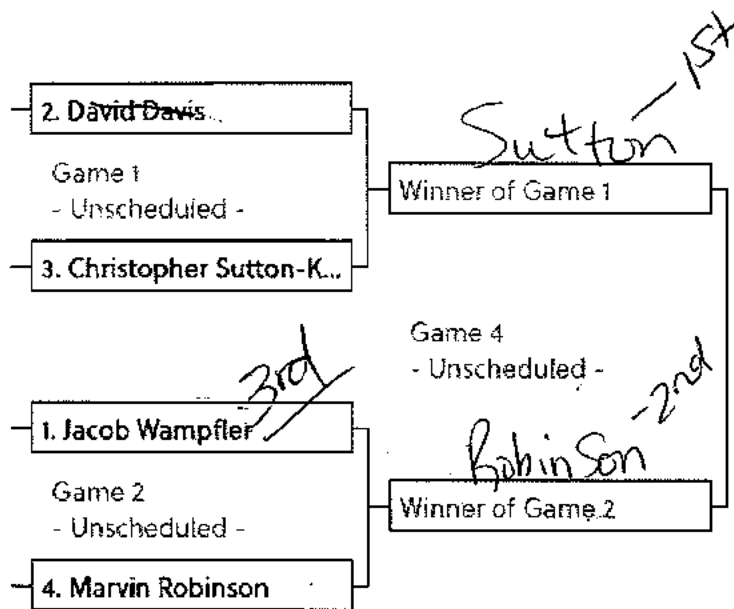 2. David Davis
Game 1
- Unscheduled -
3. Christopher Sutton-K...
Sutton - 1st
Winner of Game 1
Game 4
- Unscheduled -
1. Jacob Wampfler
3rd
Game 2
- Unscheduled -
4. Marvin Robinson
Robinson - 2nd
Winner of Game 2